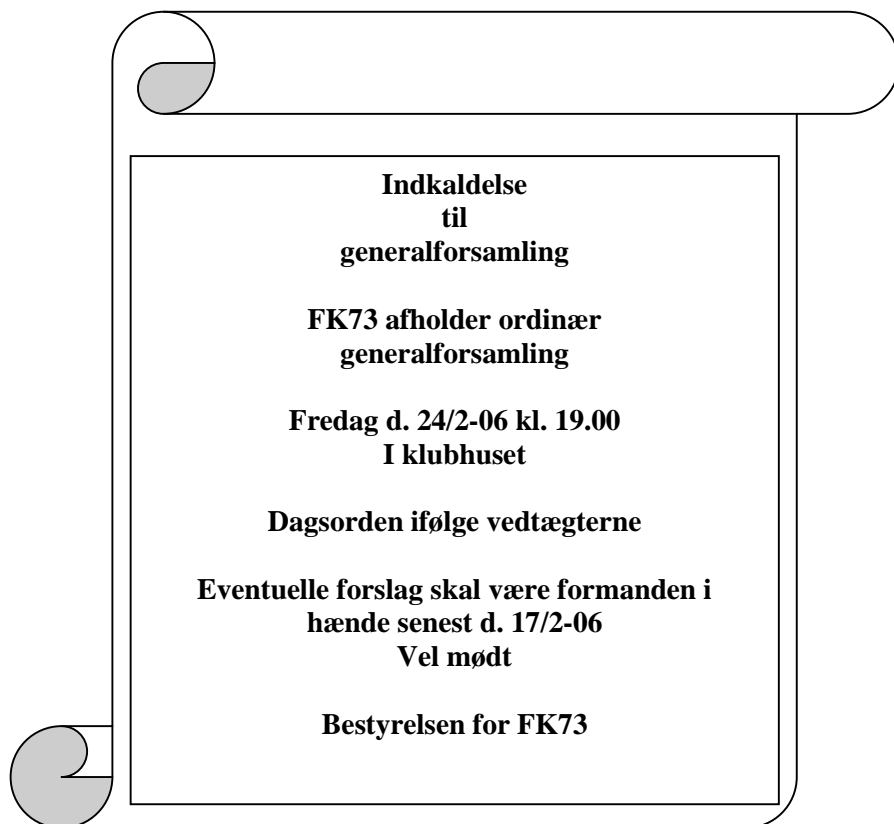 Indkaldelse
til
generalforsamling
FK73 afholder ordinær
generalforsamling
Fredag d. 24/2-06 kl. 19.00
I klubhuset
Dagsorden ifølge vedtægterne
Eventuelle forslag skal være formanden i
hænde senest d. 17/2-06
Vel mødt
Bestyrelsen for FK73